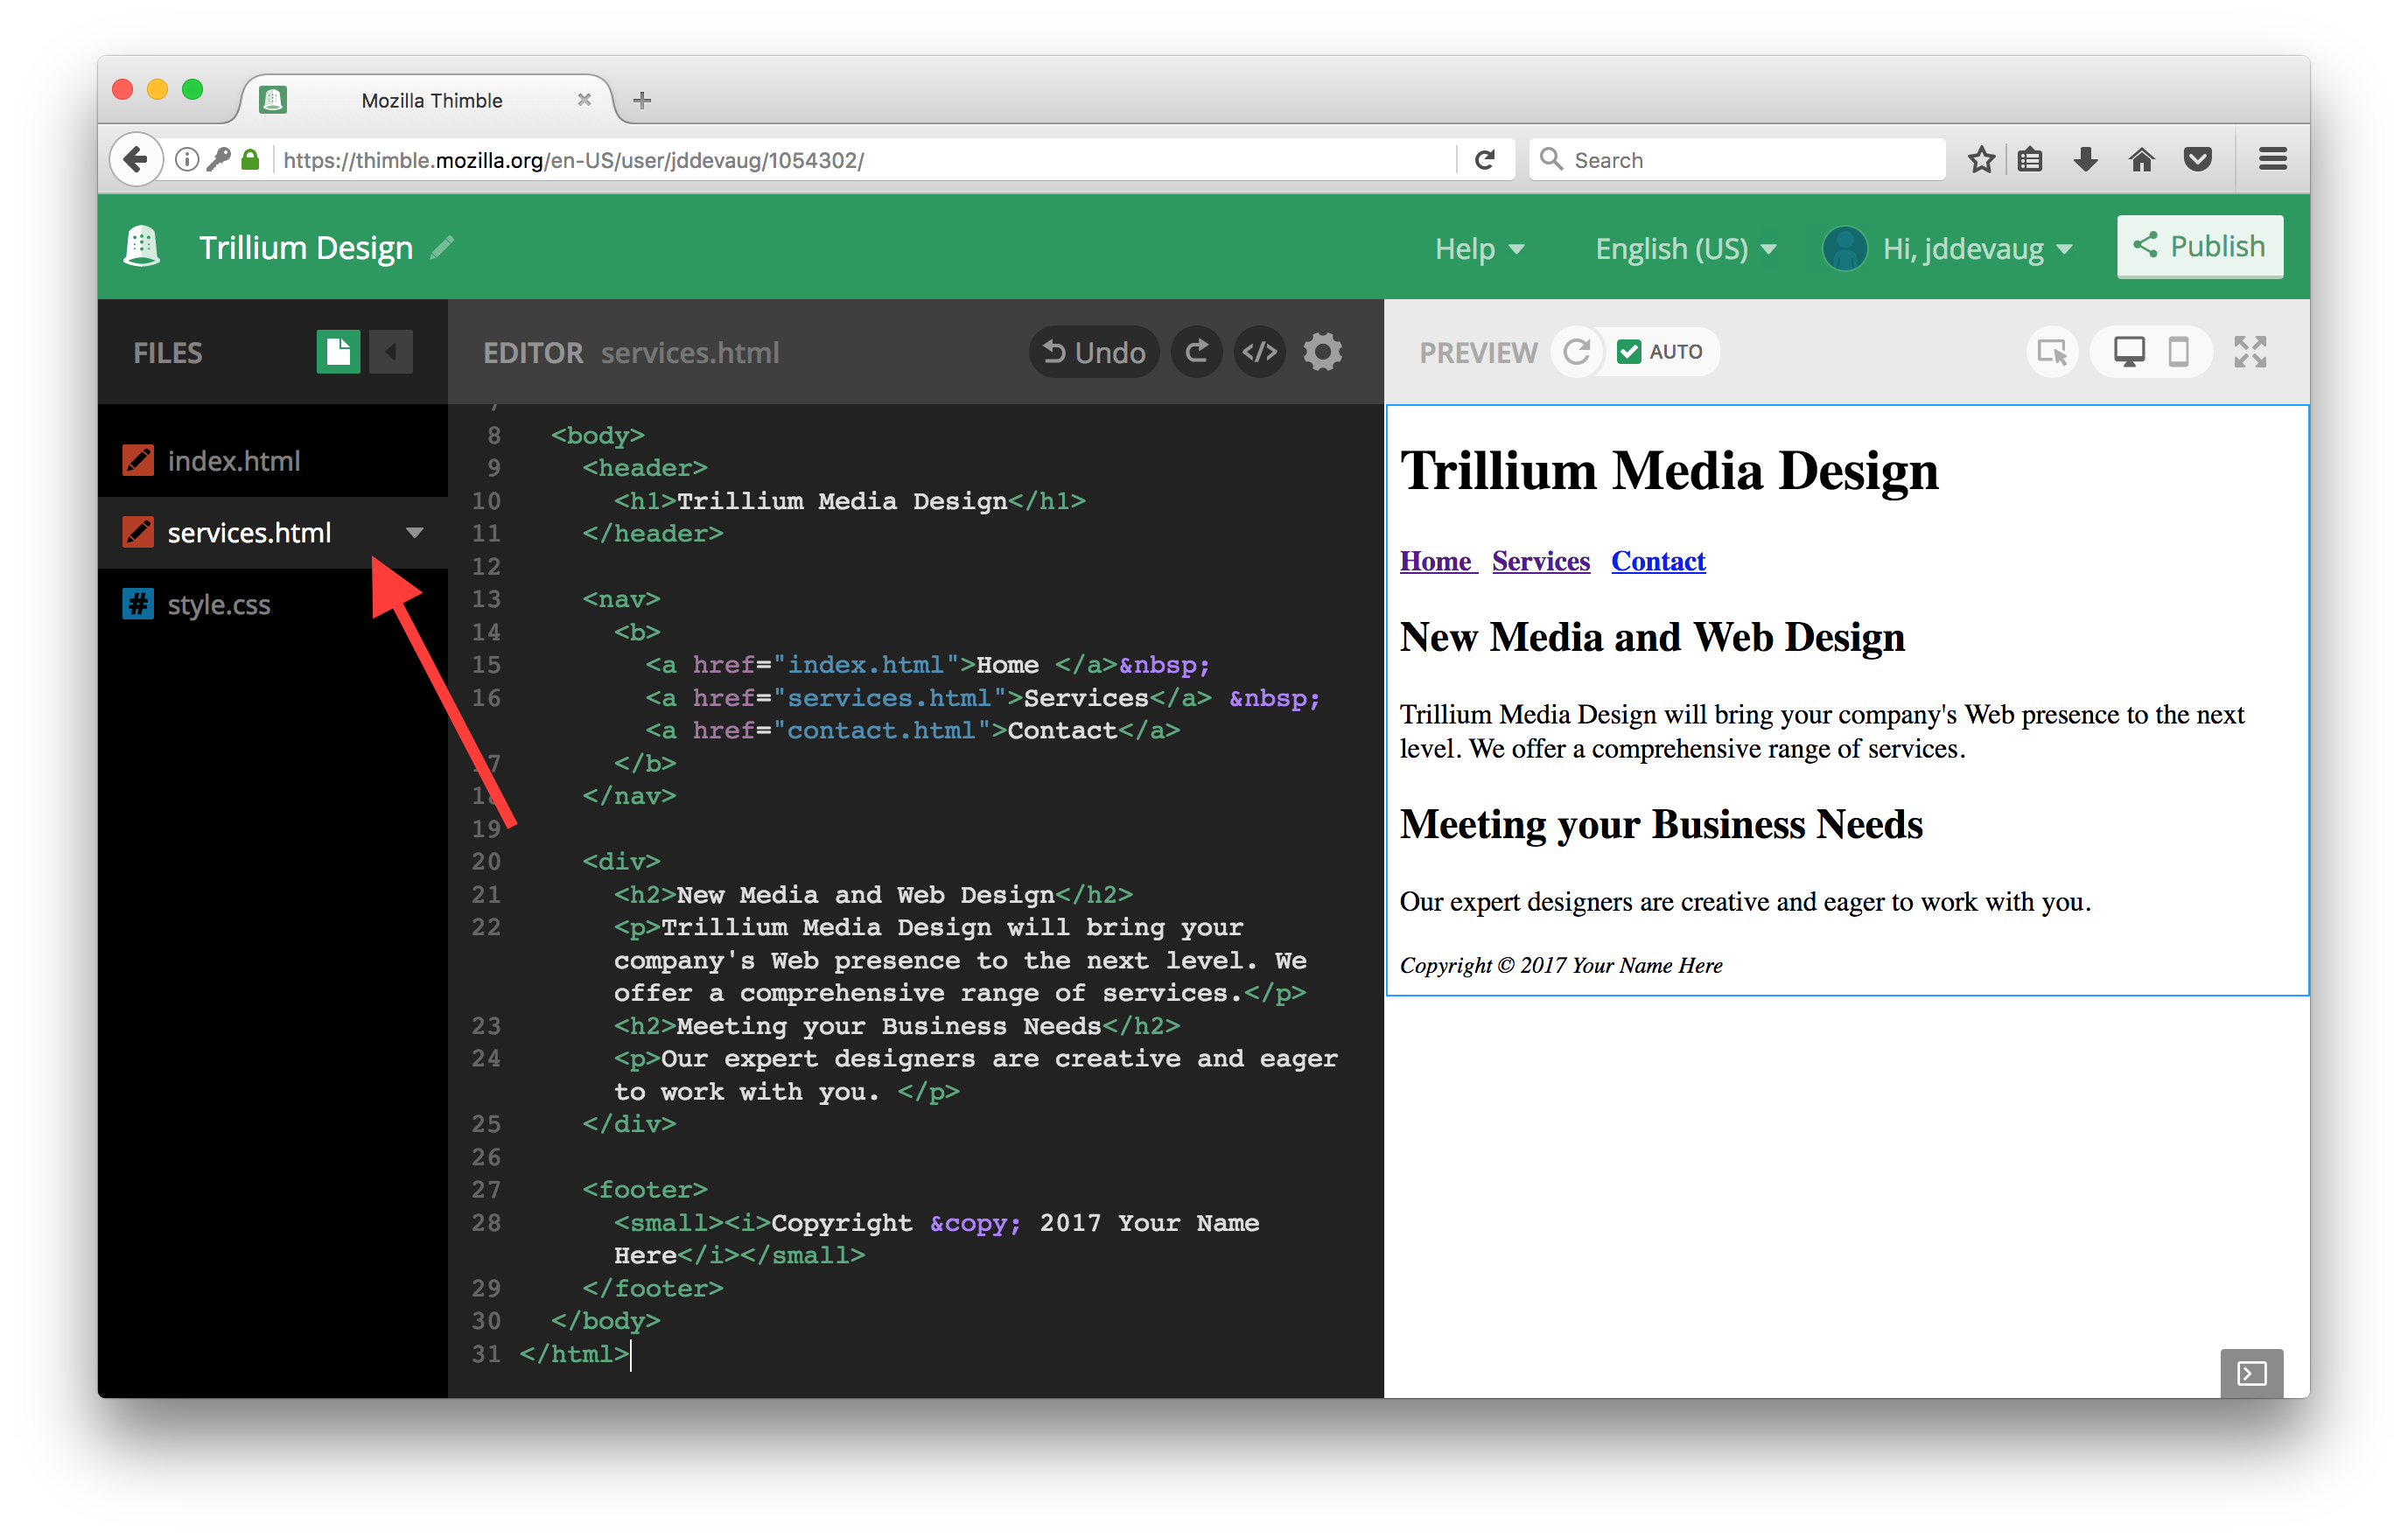 Mozilla Thimble
https://thimble.mozilla.org/en-US/user/jddevaug/1054302/
Search
Trillium Design
Help
English (US)
Hi, jddevaug
Publish
FILES
index.html
services.html
style.css
EDITOR services.html
Undo
</>
8 <body>
9 <header>
10 <h1>Trillium Media Design</h1>
11 </header>
12
13 <nav>
14 <b>
15 <a href="index.html">Home </a>&nbsp;
16 <a href="services.html">Services</a> &nbsp;
<a href="contact.html">Contact</a>
17 </b>
18 </nav>
19
20 <div>
21 <h2>New Media and Web Design</h2>
22 <p>Trillium Media Design will bring your
company's Web presence to the next level. We
offer a comprehensive range of services.</p>
23 <h2>Meeting your Business Needs</h2>
24 <p>Our expert designers are creative and eager
to work with you. </p>
25 </div>
26
27 <footer>
28 <small><i>Copyright &copy; 2017 Your Name
Here</i></small>
29 </footer>
30 </body>
31 </html>
PREVIEW
AUTO
Trillium Media Design
Home Services Contact
New Media and Web Design
Trillium Media Design will bring your company's Web presence to the next
level. We offer a comprehensive range of services.
Meeting your Business Needs
Our expert designers are creative and eager to work with you.
Copyright © 2017 Your Name Here